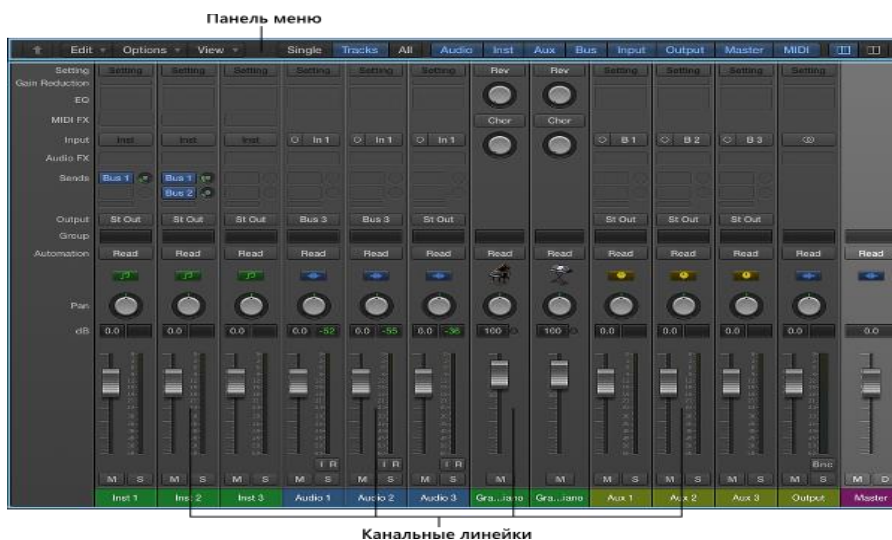 Панель меню
Edit Options View Single Tracks All Audio Inst Aux Bus Input Output Master MIDI
Setting Setting Setting Setting Setting Setting Setting Rev Rev Setting Setting Setting Setting
Gain Reduction
EQ
MIDI FX Chor Chor
Input Inst Inst Inst In 1 In 1 In 1 B 1 B 2 B 3
Audio FX
Sends Bus 1 Bus 1
Bus 2
Output St Out St Out St Out Bus 3 Bus 3 St Out St Out St Out St Out
Group
Automation Read Read Read Read Read Read Read Read Read Read Read Read Read
Pan
dB 0.0 0.0 0.0 0.0 -52 0.0 -55 0.0 -36 100 100 0.0 0.0 0.0 0.0 0.0
I R I R I R Bnc
M S M S M S M S M S M S M M M S M S M S M S M D
Inst 1 Inst 2 Inst 3 Audio 1 Audio 2 Audio 3 Gra...iano Gra...iano Aux 1 Aux 2 Aux 3 Output Master
Канальные линейки